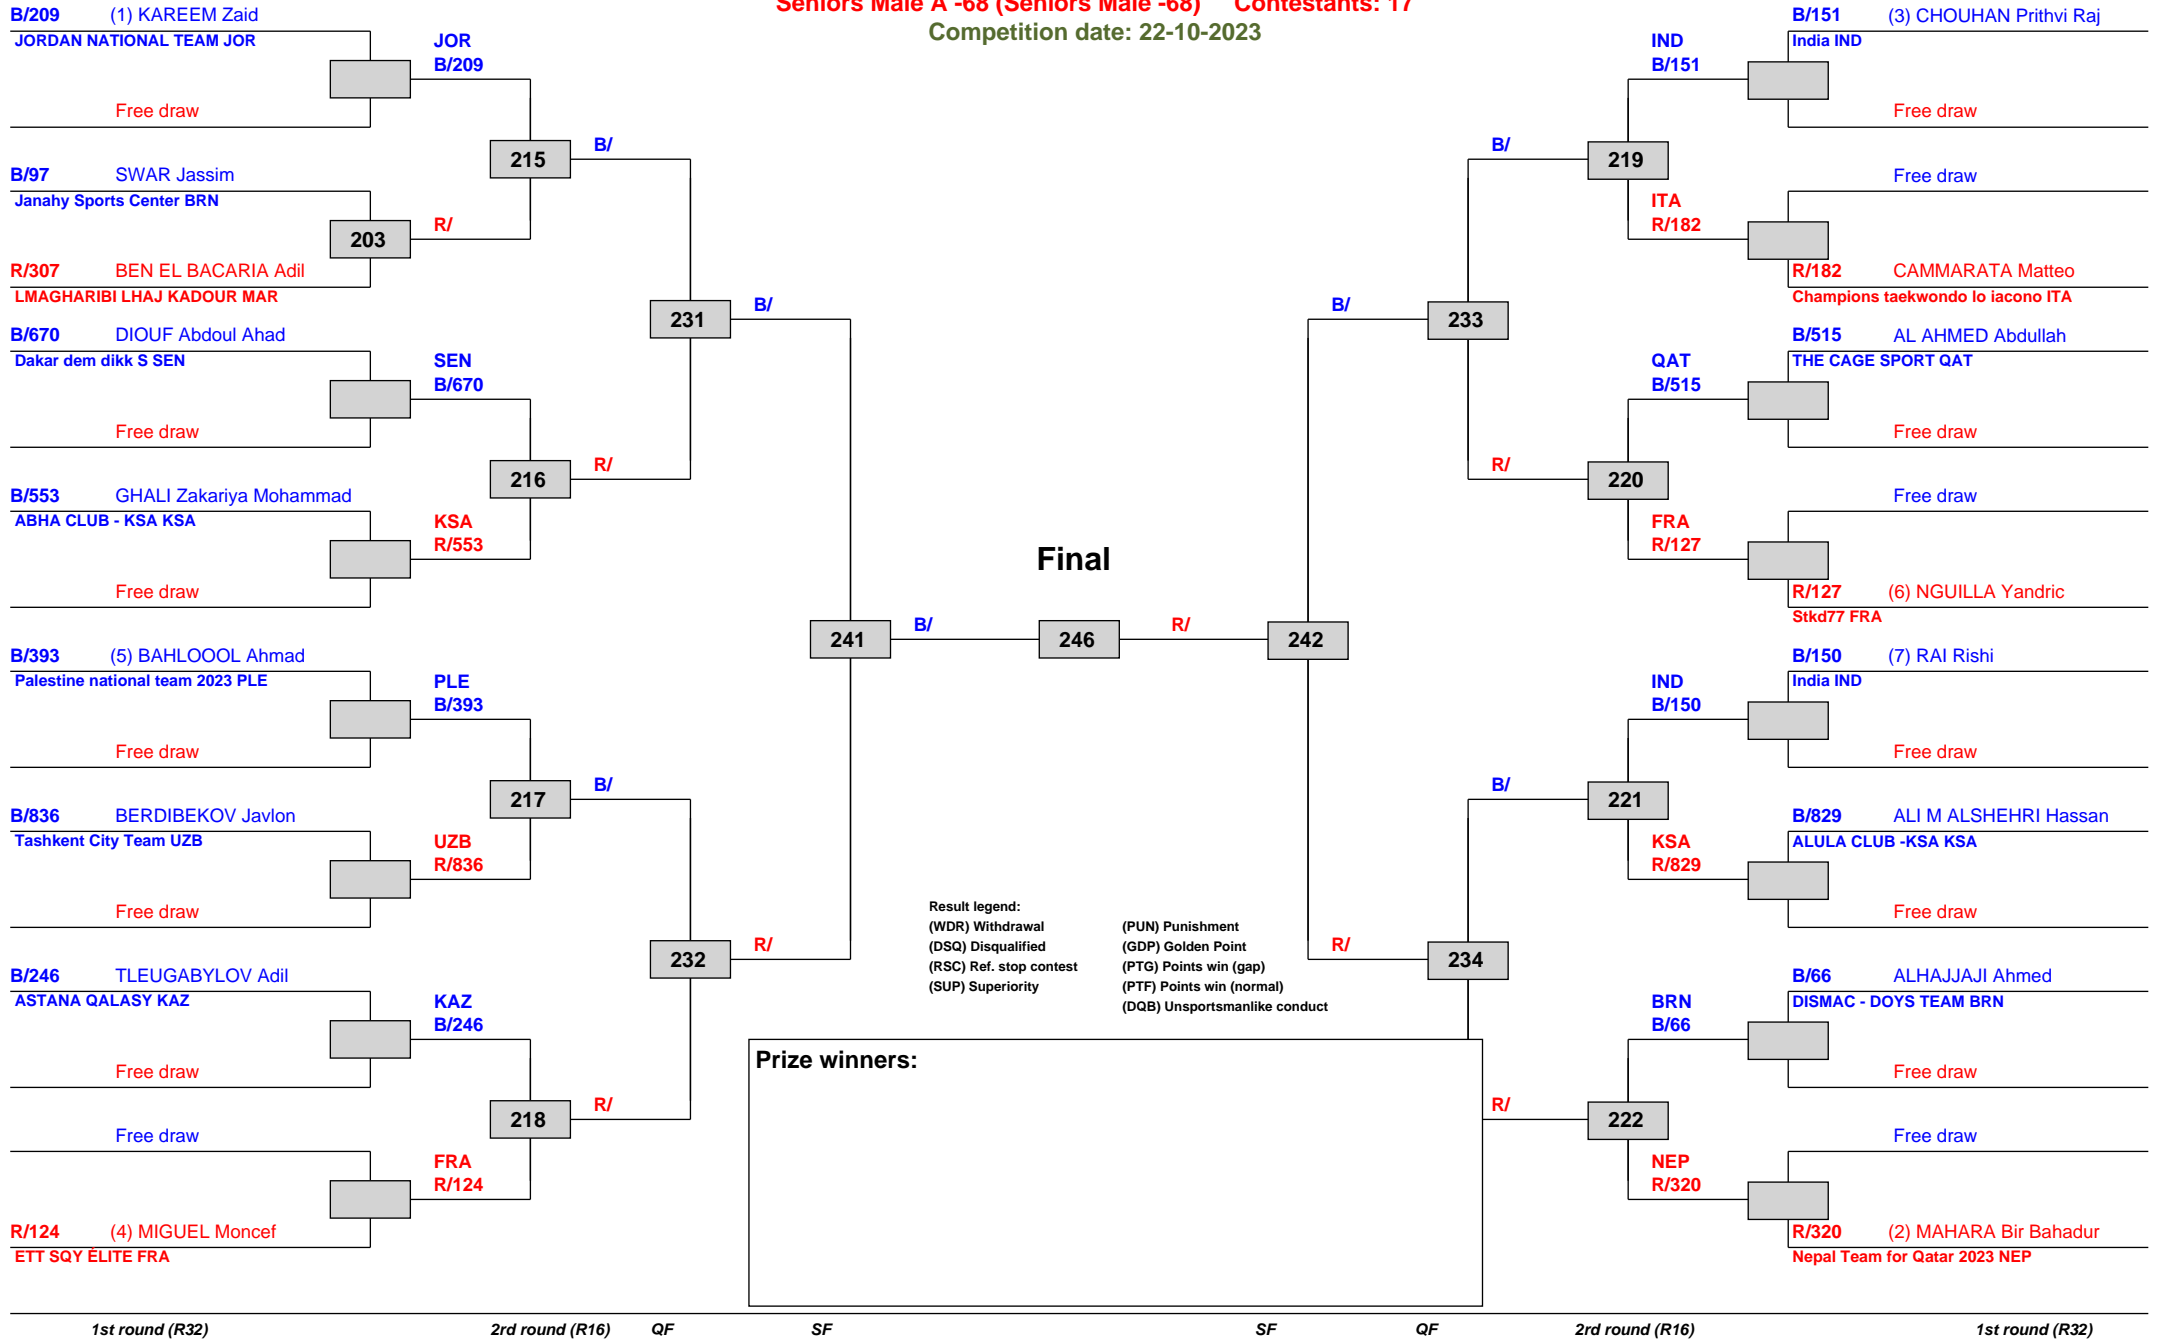 Seniors Male A -68 (Seniors Male -68) Contestants: 17
Competition date: 22-10-2023
B/209 (1) KAREEM Zaid
JORDAN NATIONAL TEAM JOR
Free draw
JOR
B/209
B/97 SWAR Jassim
Janahy Sports Center BRN
203
R/307 BEN EL BACARIA Adil
LMAGHARIBI LHAJ KADOUR MAR
R/
215
B/
B/670 DIOUF Abdoul Ahad
Dakar dem dikk S SEN
Free draw
SEN
B/670
B/553 GHALI Zakariya Mohammad
ABHA CLUB - KSA KSA
Free draw
KSA
R/553
216
R/
231
B/
B/393 (5) BAHLOOOL Ahmad
Palestine national team 2023 PLE
Free draw
PLE
B/393
B/836 BERDIBEKOV Javlon
Tashkent City Team UZB
Free draw
UZB
R/836
217
B/
B/246 TLEUGABYLOV Adil
ASTANA QALASY KAZ
Free draw
KAZ
B/246
Free draw
R/124 (4) MIGUEL Moncef
ETT SQY ÉLITE FRA
FRA
R/124
218
R/
232
R/
241
B/
Final
246
R/
242
B/
233
B/
219
IND
B/151
B/151 (3) CHOUHAN Prithvi Raj
India IND
Free draw
Free draw
ITA
R/182
R/182 CAMMARATA Matteo
Champions taekwondo lo iacono ITA
R/
220
QAT
B/515
B/515 AL AHMED Abdullah
THE CAGE SPORT QAT
Free draw
Free draw
FRA
R/127
R/127 (6) NGUILLA Yandric
Stkd77 FRA
R/
234
B/
221
IND
B/150
B/150 (7) RAI Rishi
India IND
Free draw
KSA
R/829
B/829 ALI M ALSHEHRI Hassan
ALULA CLUB -KSA KSA
Free draw
R/
222
BRN
B/66
B/66 ALHAJJAJI Ahmed
DISMAC - DOYS TEAM BRN
Free draw
Free draw
NEP
R/320
R/320 (2) MAHARA Bir Bahadur
Nepal Team for Qatar 2023 NEP
Result legend:
(WDR) Withdrawal (PUN) Punishment
(DSQ) Disqualified (GDP) Golden Point
(RSC) Ref. stop contest (PTG) Points win (gap)
(SUP) Superiority (PTF) Points win (normal)
(DQB) Unsportsmanlike conduct
Prize winners:
1st round (R32) 2rd round (R16) QF SF SF QF 2rd round (R16) 1st round (R32)